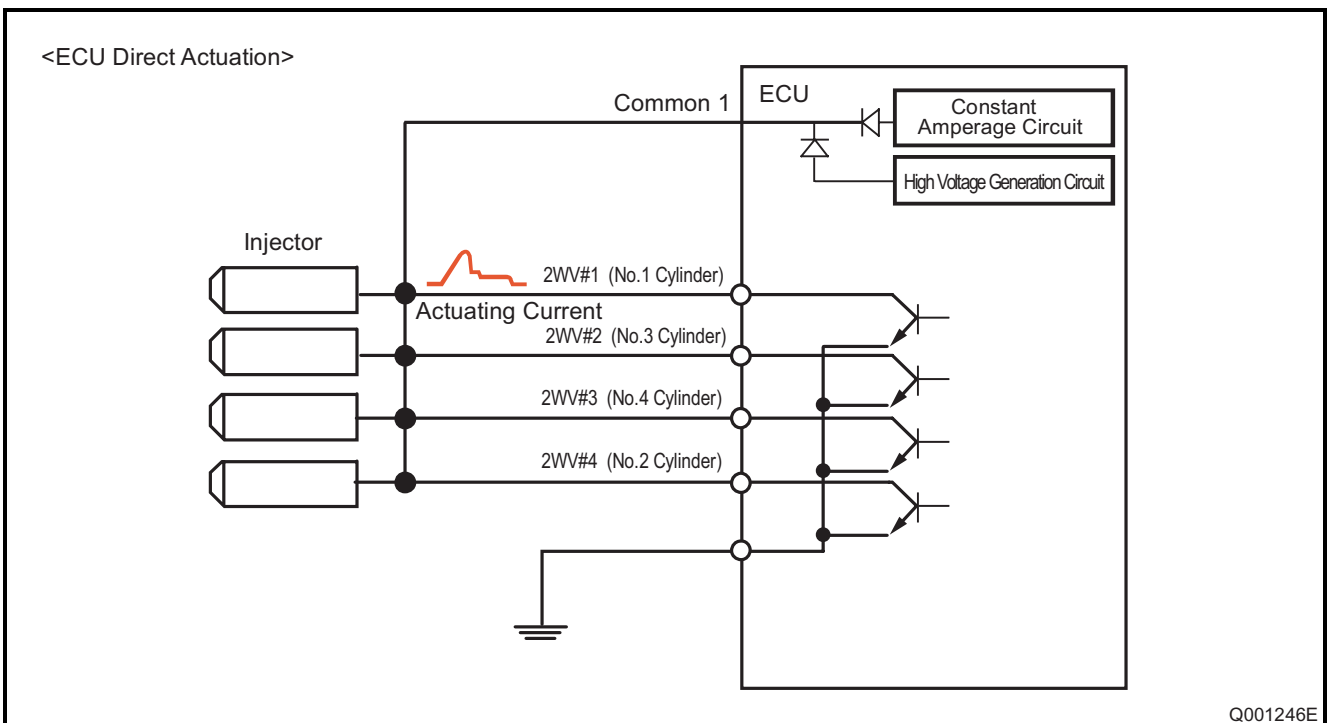 <ECU Direct Actuation>
Common 1
ECU
Constant
Amperage Circuit
High Voltage Generation Circuit
Injector
2WV#1 (No.1 Cylinder)
Actuating Current
2WV#2 (No.3 Cylinder)
2WV#3 (No.4 Cylinder)
2WV#4 (No.2 Cylinder)
Q001246E